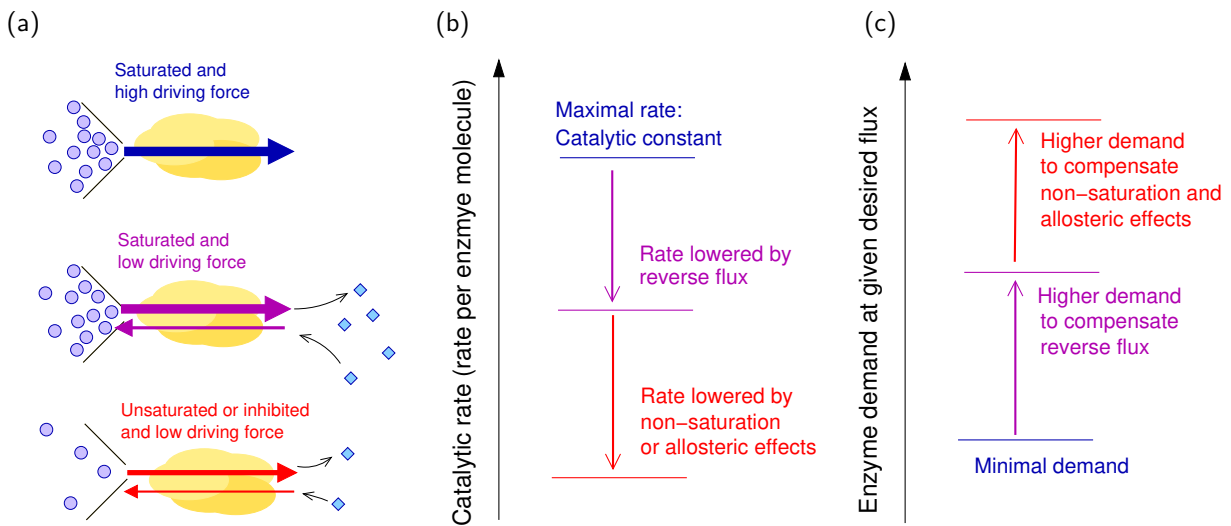 (a)
Saturated and
high driving force
Saturated and
low driving force
Unsaturated or inhibited
and low driving force
(b)
Catalytic rate (rate per enzmye molecule)
Maximal rate:
Catalytic constant
Rate lowered by
reverse flux
Rate lowered by
non−saturation
or allosteric effects
(c)
Enzyme demand at given desired flux
Higher demand
to compensate
non−saturation and
allosteric effects
Higher demand
to compensate
reverse flux
Minimal demand